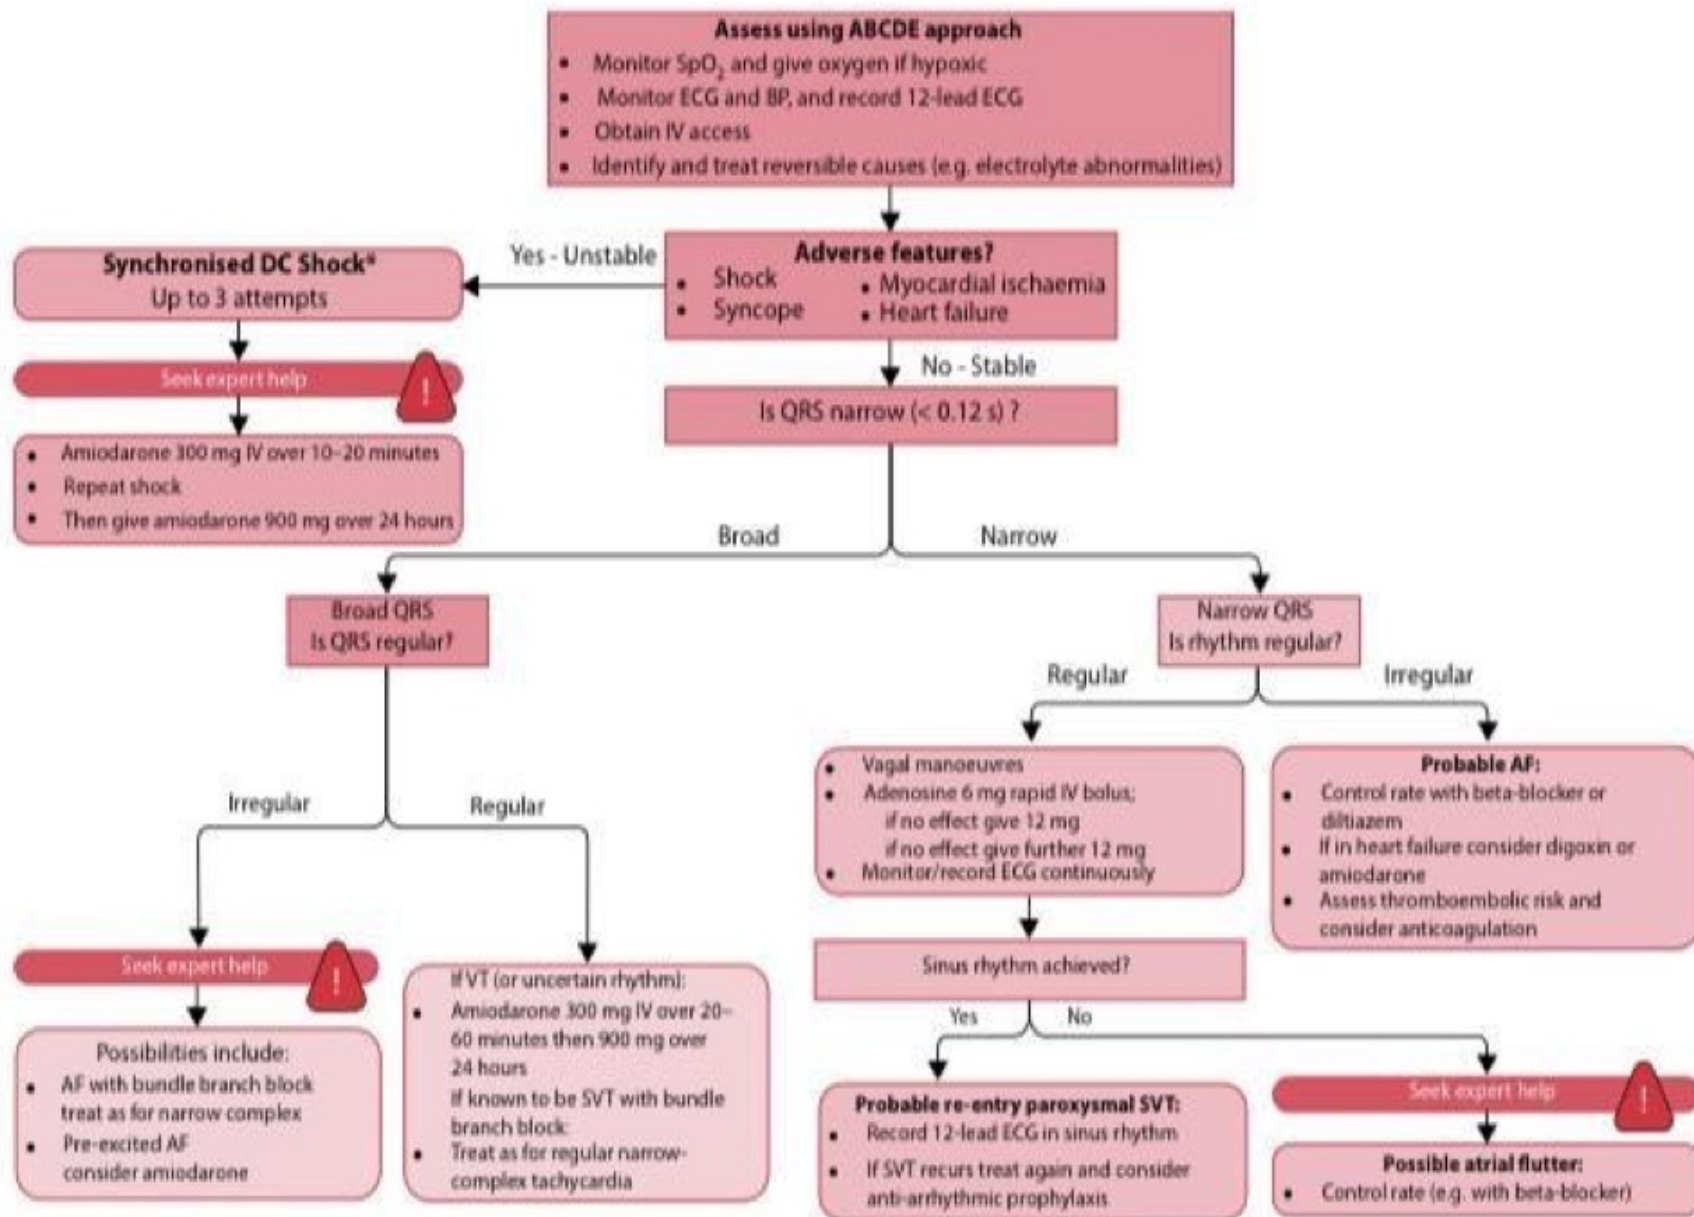 Assess using ABCDE approach
• Monitor SpO₂ and give oxygen if hypoxic
• Monitor ECG and BP, and record 12-lead ECG
• Obtain IV access
• Identify and treat reversible causes (e.g. electrolyte abnormalities)
Adverse features?
• Shock
• Syncope
• Myocardial ischaemia
• Heart failure
Yes - Unstable
Synchronised DC Shock*
Up to 3 attempts
Seek expert help
!
• Amiodarone 300 mg IV over 10–20 minutes
• Repeat shock
• Then give amiodarone 900 mg over 24 hours
No - Stable
Is QRS narrow (< 0.12 s) ?
Broad
Narrow
Broad QRS
Is QRS regular?
Irregular
Regular
Seek expert help
!
Possibilities include:
• AF with bundle branch block
treat as for narrow complex
• Pre-excited AF
consider amiodarone
If VT (or uncertain rhythm):
• Amiodarone 300 mg IV over 20–
60 minutes then 900 mg over
24 hours
If known to be SVT with bundle
branch block:
• Treat as for regular narrow-
complex tachycardia
Narrow QRS
Is rhythm regular?
Regular
Irregular
• Vagal manoeuvres
• Adenosine 6 mg rapid IV bolus;
if no effect give 12 mg
if no effect give further 12 mg
• Monitor/record ECG continuously
Probable AF:
• Control rate with beta-blocker or
diltiazem
• If in heart failure consider digoxin or
amiodarone
• Assess thromboembolic risk and
consider anticoagulation
Sinus rhythm achieved?
Yes
No
Probable re-entry paroxysmal SVT:
• Record 12-lead ECG in sinus rhythm
• If SVT recurs treat again and consider
anti-arrhythmic prophylaxis
Seek expert help
!
Possible atrial flutter:
• Control rate (e.g. with beta-blocker)